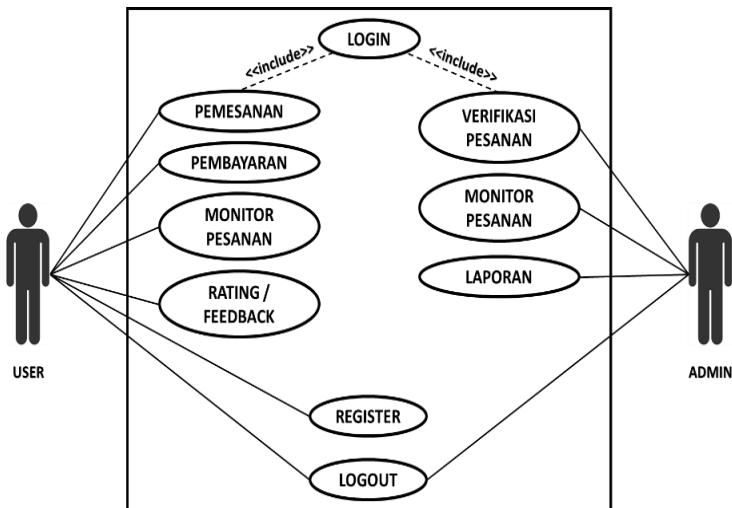 LOGIN
<<include>>
<<include>>
PEMESANAN
VERIFIKASI
PESANAN
PEMBAYARAN
MONITOR
PESANAN
MONITOR
PESANAN
LAPORAN
RATING /
FEEDBACK
USER
ADMIN
REGISTER
LOGOUT